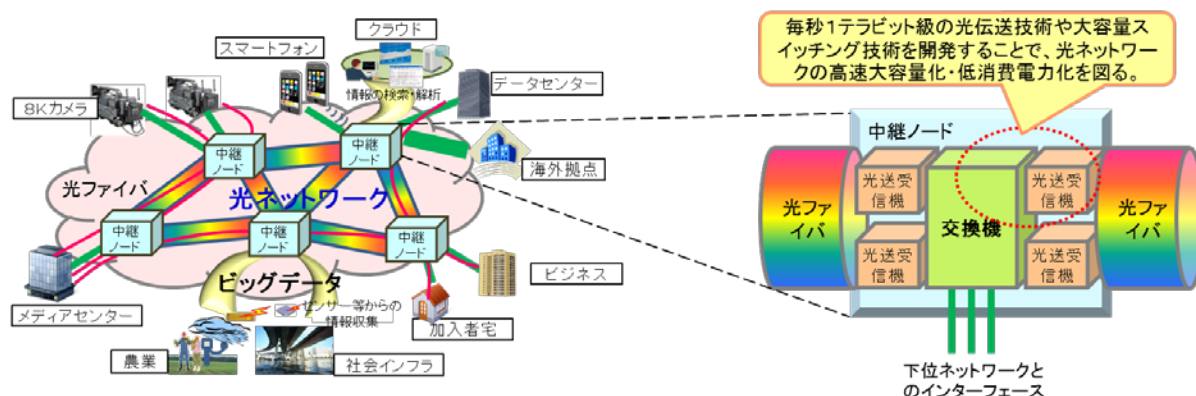 クラウド
スマートフォン
情報の検索・解析
データセンター
8Kカメラ
中継
ノード
中継
ノード
海外拠点
光ファイバ
光ネットワーク
中継
ノード
中継
ノード
中継
ノード
ビッグデータ
ビジネス
メディアセンター
センサー等からの
情報収集
加入者宅
農業
社会インフラ
毎秒1テラビット級の光伝送技術や大容量ス
イッチング技術を開発することで、光ネットワー
クの高速大容量化・低消費電力化を図る。
中継ノード
光ファ
イバ
光送受
信機
光送受
信機
交換機
光送受
信機
光送受
信機
光ファ
イバ
下位ネットワークと
のインターフェース